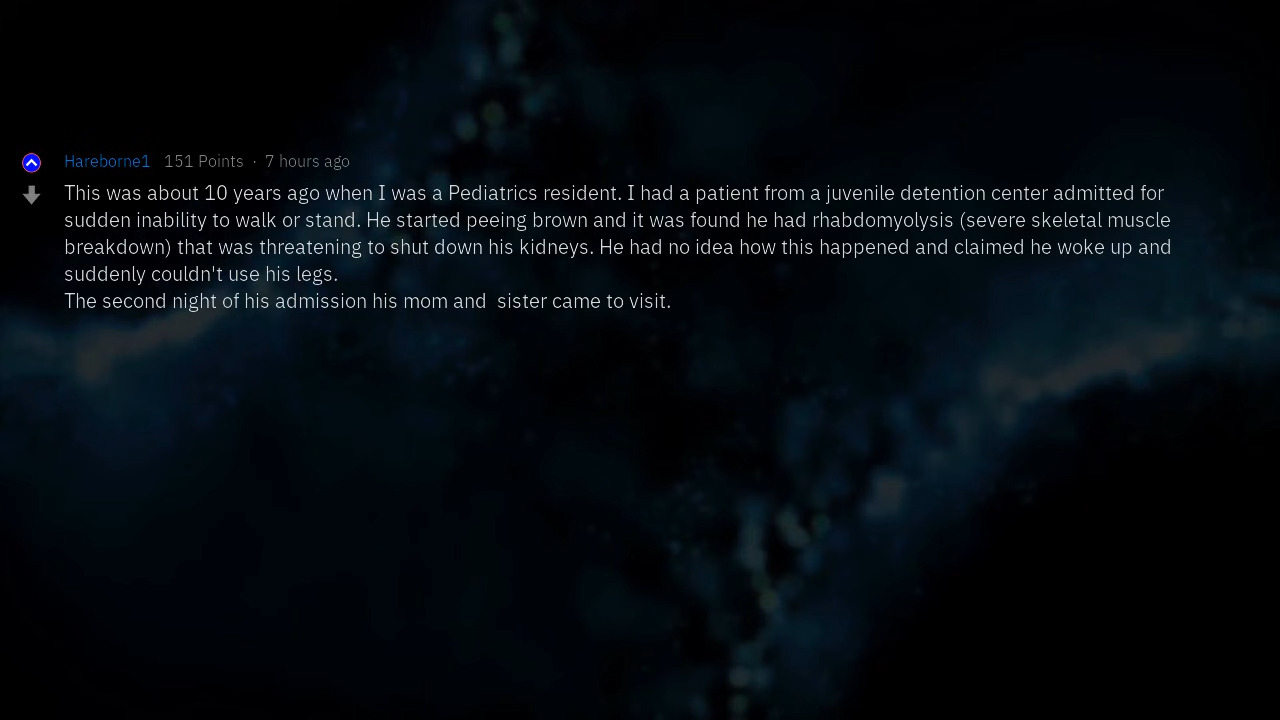 Hareborne1 151 Points · 7 hours ago
This was about 10 years ago when I was a Pediatrics resident. I had a patient from a juvenile detention center admitted for
sudden inability to walk or stand. He started peeing brown and it was found he had rhabdomyolysis (severe skeletal muscle
breakdown) that was threatening to shut down his kidneys. He had no idea how this happened and claimed he woke up and
suddenly couldn't use his legs.
The second night of his admission his mom and  sister came to visit.